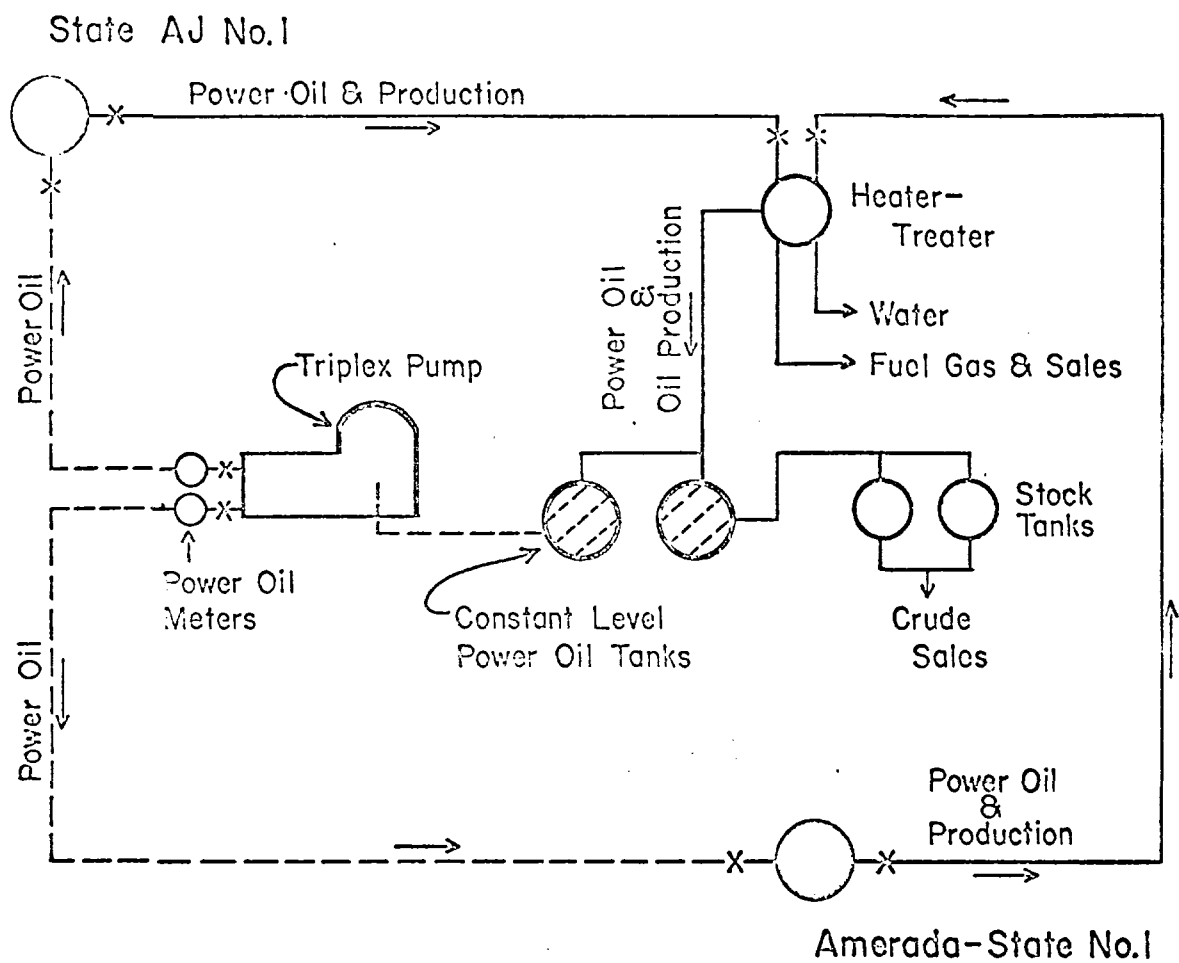 State AJ No.1
Power Oil & Production
Heater-
Treater
Power Oil
&
Oil Production
Water
Fuel Gas & Sales
Power Oil
Triplex Pump
Stock
Tanks
Power Oil
Meters
Constant Level
Power Oil Tanks
Crude
Sales
Power Oil
Power Oil
&
Production
Amerada-State No.1